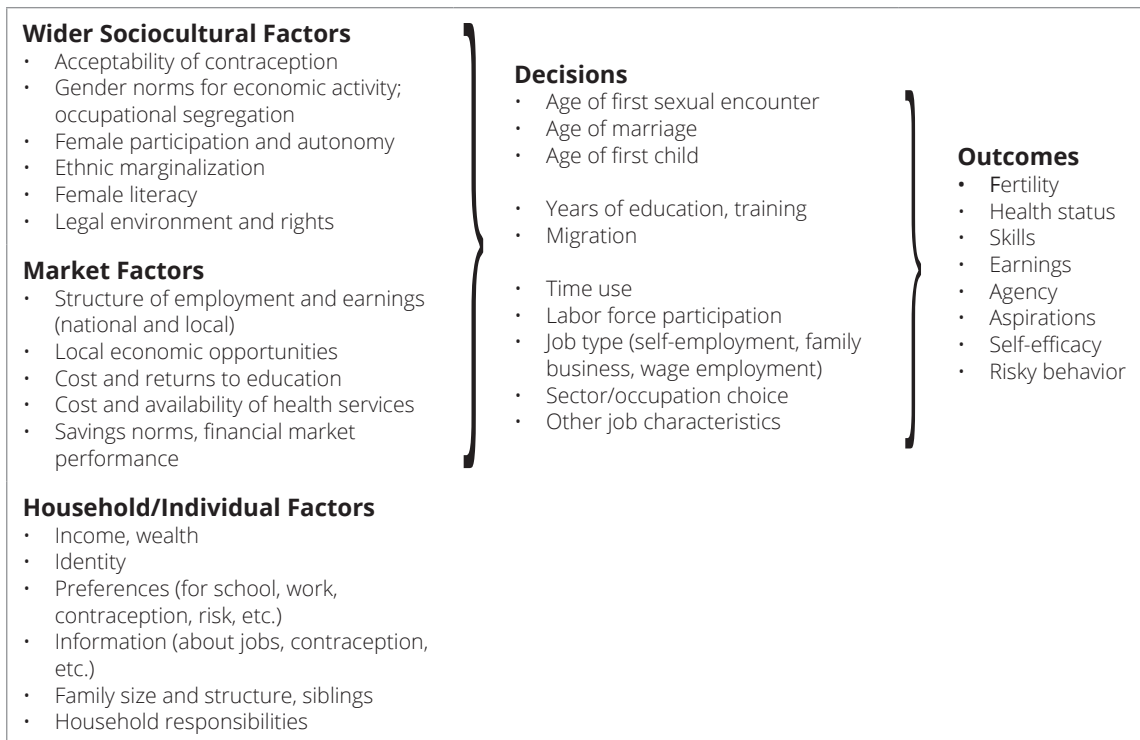 Wider Sociocultural Factors
• Acceptability of contraception
• Gender norms for economic activity;
occupational segregation
• Female participation and autonomy
• Ethnic marginalization
• Female literacy
• Legal environment and rights
Market Factors
• Structure of employment and earnings
(national and local)
• Local economic opportunities
• Cost and returns to education
• Cost and availability of health services
• Savings norms, financial market
performance
Household/Individual Factors
• Income, wealth
• Identity
• Preferences (for school, work,
contraception, risk, etc.)
• Information (about jobs, contraception,
etc.)
• Family size and structure, siblings
• Household responsibilities
Decisions
• Age of first sexual encounter
• Age of marriage
• Age of first child
• Years of education, training
• Migration
• Time use
• Labor force participation
• Job type (self-employment, family
business, wage employment)
• Sector/occupation choice
• Other job characteristics
Outcomes
• Fertility
• Health status
• Skills
• Earnings
• Agency
• Aspirations
• Self-efficacy
• Risky behavior